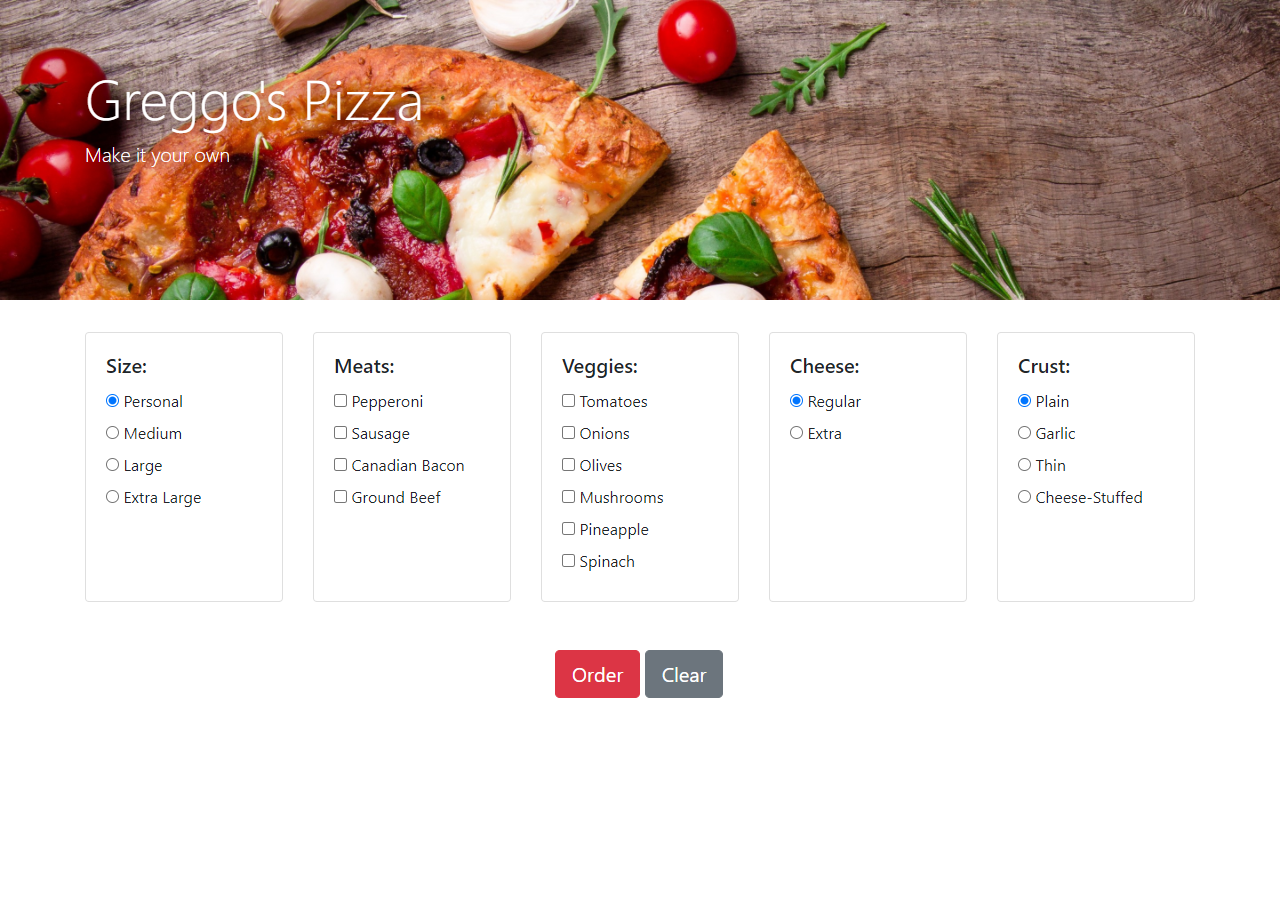 Greggo's Pizza
Make it your own
Size:
Personal
Medium
Large
Extra Large
Meats:
Pepperoni
Sausage
Canadian Bacon
Ground Beef
Veggies:
Tomatoes
Onions
Olives
Mushrooms
Pineapple
Spinach
Cheese:
Regular
Extra
Crust:
Plain
Garlic
Thin
Cheese-Stuffed
Order
Clear